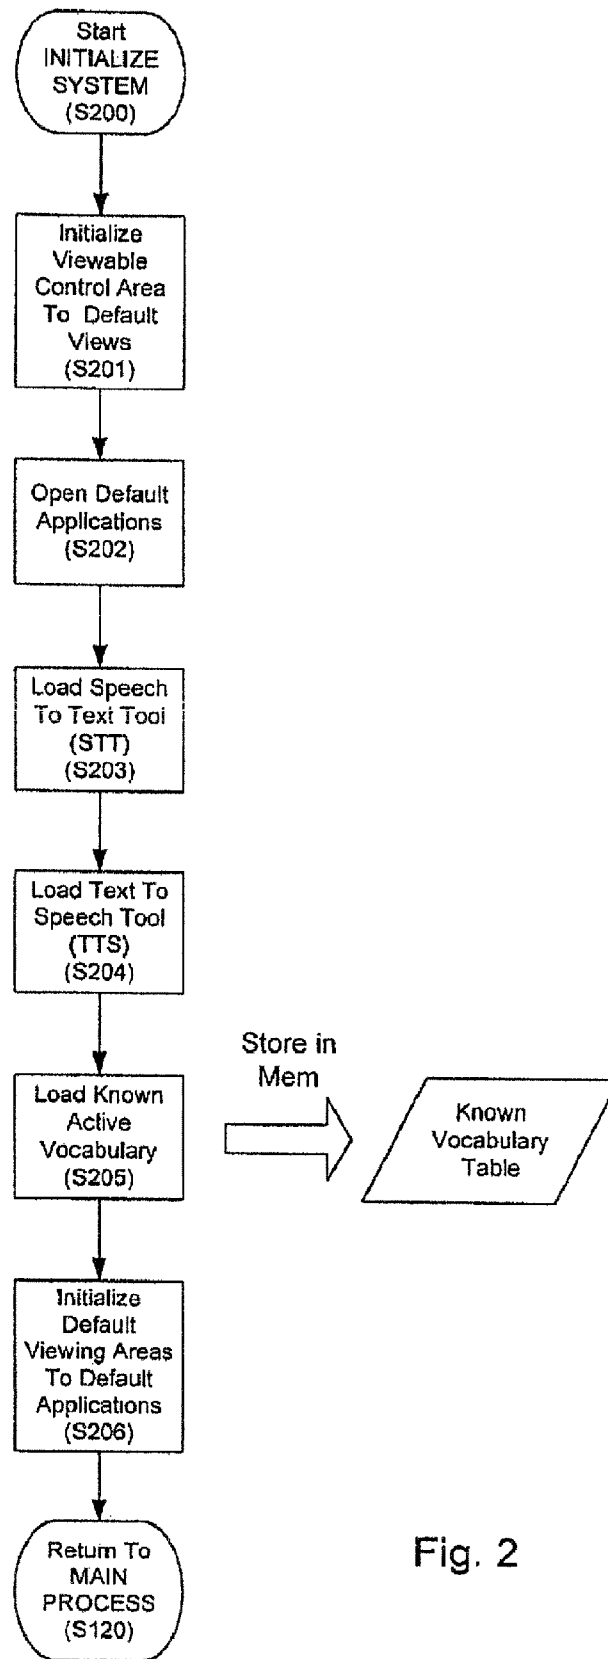 Start
INITIALIZE
SYSTEM
(S200)
Initialize
Viewable
Control Area
To Default
Views
(S201)
Open Default
Applications
(S202)
Load Speech
To Text Tool
(STT)
(S203)
Load Text To
Speech Tool
(TTS)
(S204)
Load Known
Active
Vocabulary
(S205)
Store in
Mem
Known
Vocabulary
Table
Initialize
Default
Viewing Areas
To Default
Applications
(S206)
Return To
MAIN
PROCESS
(S120)
Fig. 2